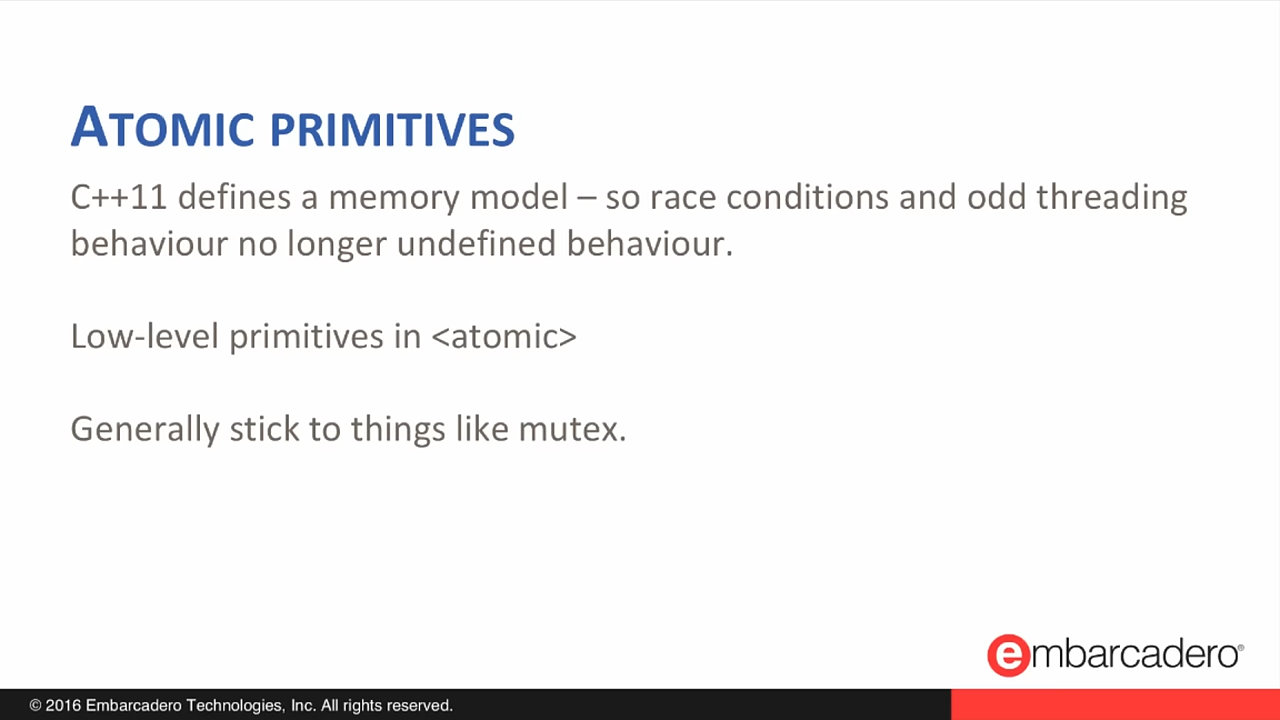 ATOMIC PRIMITIVES
C++11 defines a memory model – so race conditions and odd threading
behaviour no longer undefined behaviour.
Low-level primitives in <atomic>
Generally stick to things like mutex.
embarcadero®
© 2016 Embarcadero Technologies, Inc. All rights reserved.